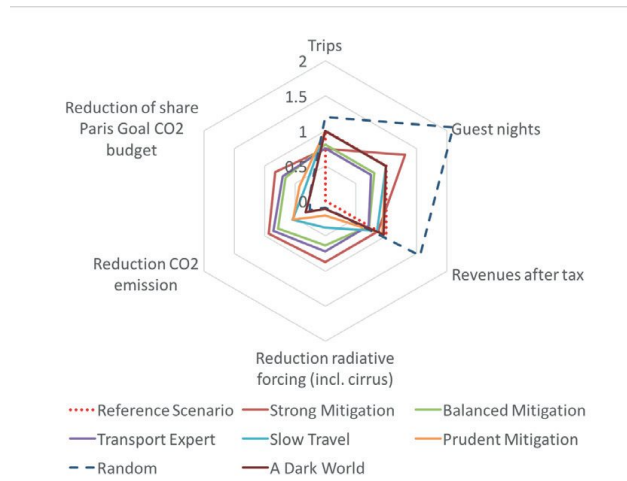 Trips
2
1.5
1
0.5
0
Reduction of share
Paris Goal CO2
budget
Guest nights
Reduction CO2
emission
Revenues after tax
Reduction radiative
forcing (incl. cirrus)
Reference Scenario Strong Mitigation Balanced Mitigation
Transport Expert Slow Travel Prudent Mitigation
Random A Dark World